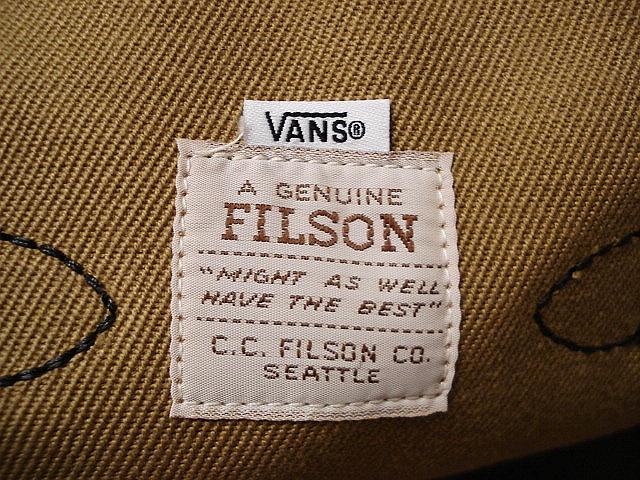 VANS®
A GENUINE
FILSON
"MIGHT AS WELL
HAVE THE BEST"
C.C. FILSON CO.
SEATTLE